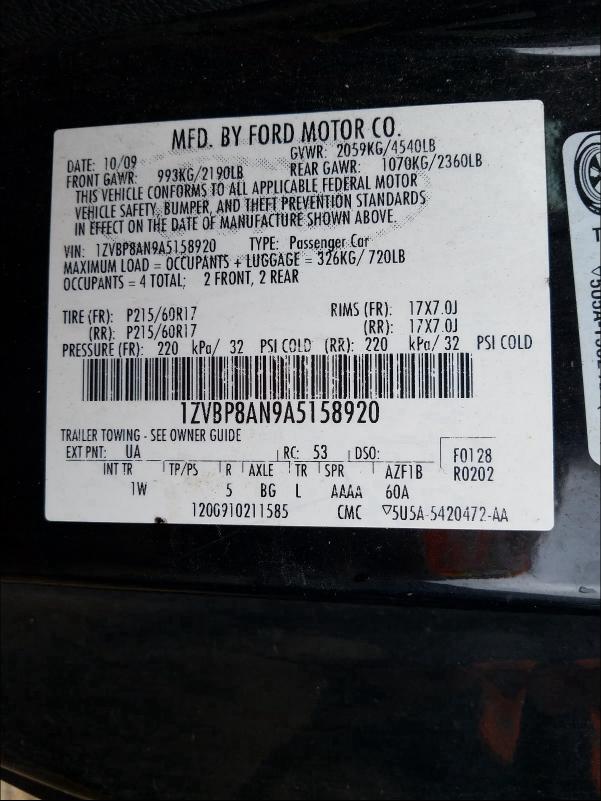 MFD. BY FORD MOTOR CO.
DATE: 10/09 GVWR: 2059KG/4540LB
FRONT GAWR: 993KG/2190LB REAR GAWR: 1070KG/2360LB
THIS VEHICLE CONFORMS TO ALL APPLICABLE FEDERAL MOTOR
VEHICLE SAFETY, BUMPER, AND THEFT PREVENTION STANDARDS
IN EFFECT ON THE DATE OF MANUFACTURE SHOWN ABOVE.
VIN: 1ZVBP8AN9A5158920 TYPE: Passenger Car
MAXIMUM LOAD = OCCUPANTS + LUGGAGE = 326KG/720LB
OCCUPANTS = 4 TOTAL; 2 FRONT, 2 REAR
TIRE (FR): P215/60R17 RIMS (FR): 17X7.0J
(RR): P215/60R17 (RR): 17X7.0J
PRESSURE (FR): 220 kPa/ 32 PSI COLD (RR): 220 kPa/ 32 PSI COLD
1ZVBP8AN9A5158920
TRAILER TOWING - SEE OWNER GUIDE
EXT PNT: UA RC: 53 DSO: F0128
INT TR TP/PS R AXLE TR SPR AZF1B R0202
1W 5 BG L AAAA 60A
120G910211585 CMC ▽5U5A-5420472-AA